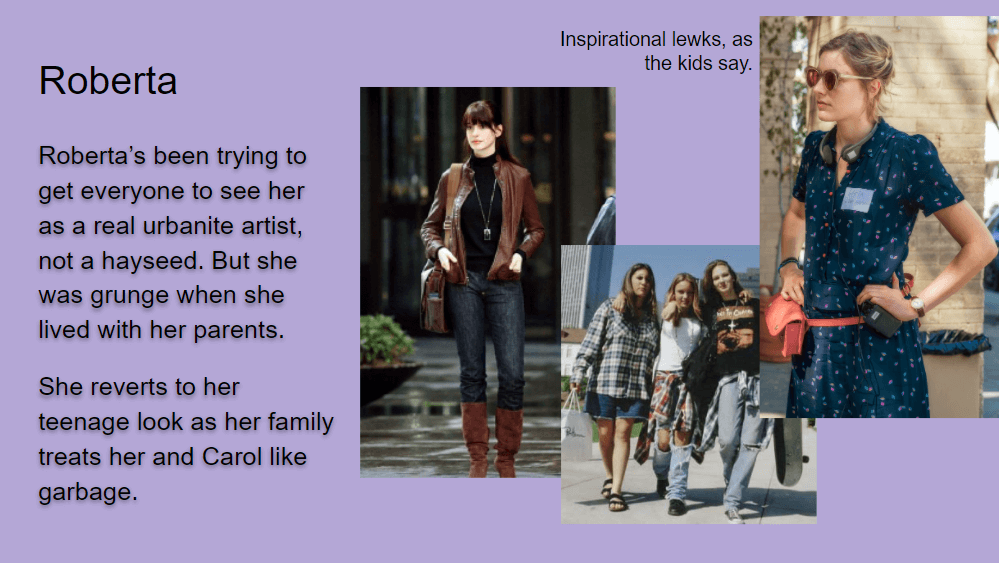 Roberta
Roberta’s been trying to
get everyone to see her
as a real urbanite artist,
not a hayseed. But she
was grunge when she
lived with her parents.
She reverts to her
teenage look as her family
treats her and Carol like
garbage.
Inspirational lewks, as
the kids say.